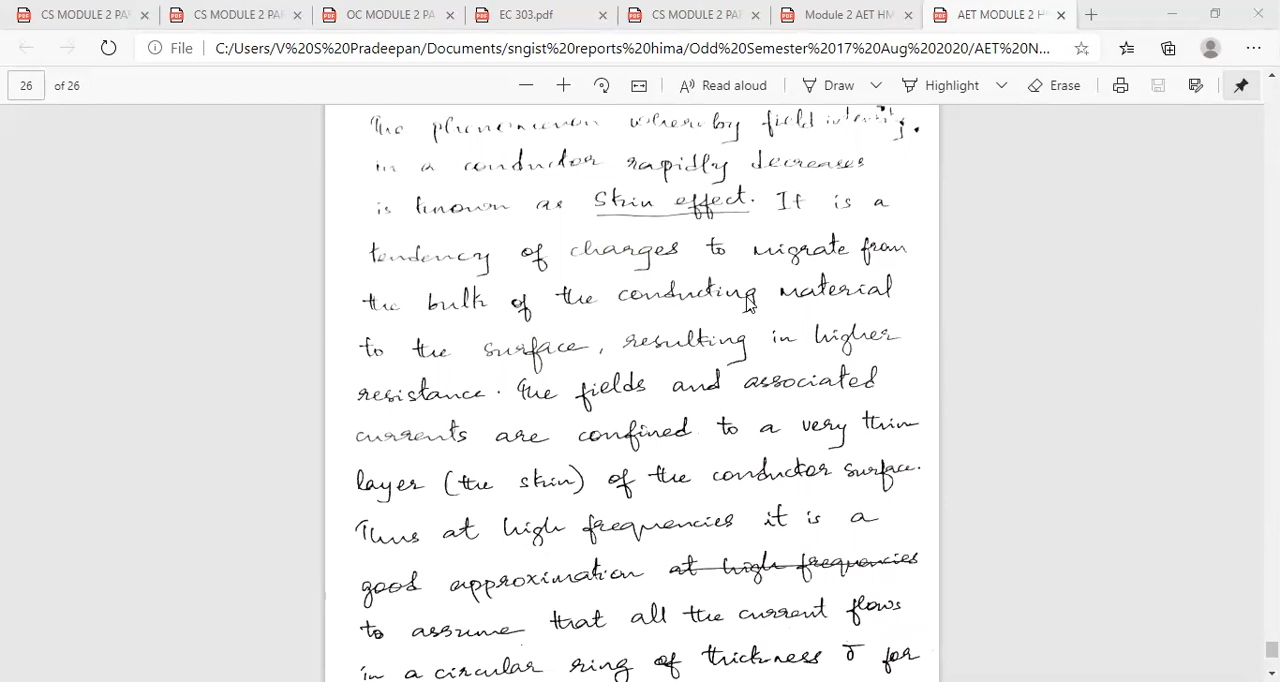 CS MODULE 2 PA
CS MODULE 2 PAR
OC MODULE 2 PA
EC 303.pdf
CS MODULE 2 PAR
Module 2 AET HM
AET MODULE 2 H
File
C:/Users/V%20S%20Pradeepan/Documents/sngist%20reports%20hima/Odd%20Semester%2017%20Aug%202020/AET%20N...
26 of 26
Read aloud
Draw
Highlight
Erase
The phenomenon whereby field intensity
in a conductor rapidly decreases
is known as Skin effect. It is a
tendency of charges to migrate from
the bulk of the conducting material
to the surface, resulting in higher
resistance. The fields and associated
currents are confined to a very thin
layer (the skin) of the conductor surface.
Thus at high frequencies it is a
good approximation at high frequencies
to assume that all the current flows
in a circular ring of thickness δ for